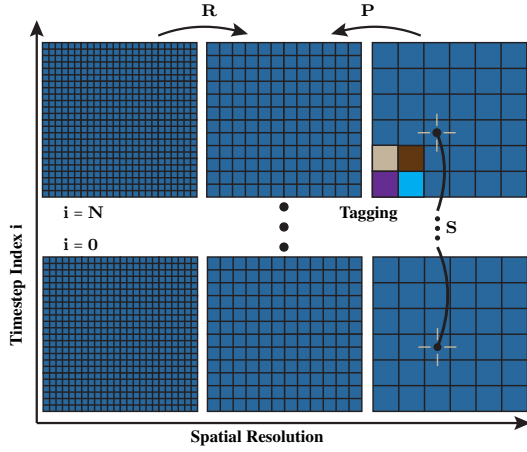 R
P
i = N
Tagging
S
i = 0
Timestep Index i
Spatial Resolution